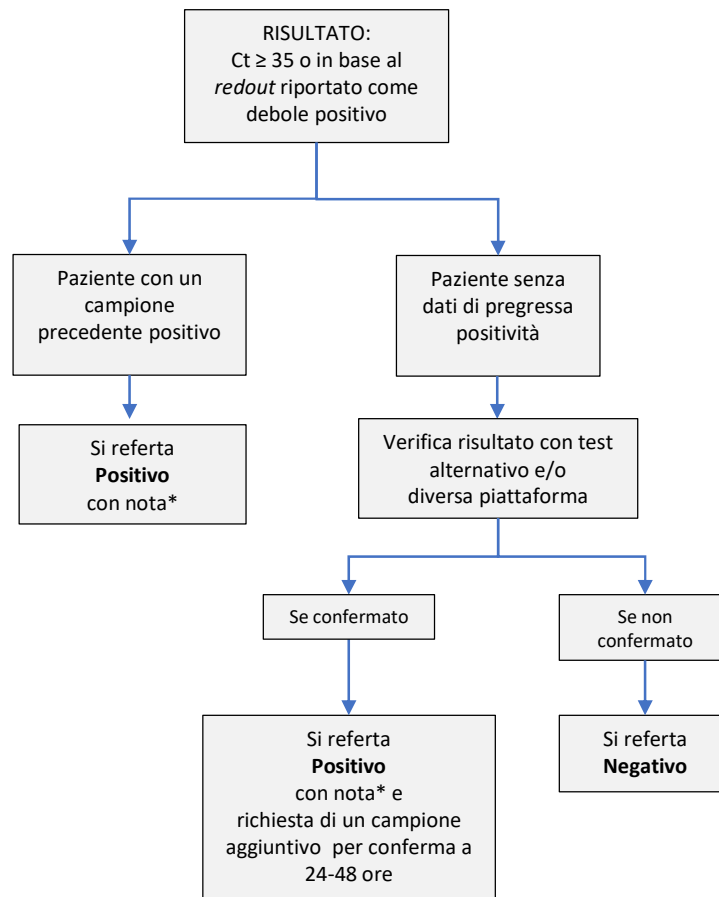 RISULTATO:
Ct ≥ 35 o in base al
redout riportato come
debole positivo
Paziente con un
campione
precedente positivo
Paziente senza
dati di pregressa
positività
Si referta
Positivo
con nota*
Verifica risultato con test
alternativo e/o
diversa piattaforma
Se confermato
Se non
confermato
Si referta
Positivo
con nota* e
richiesta di un campione
aggiuntivo per conferma a
24-48 ore
Si referta
Negativo